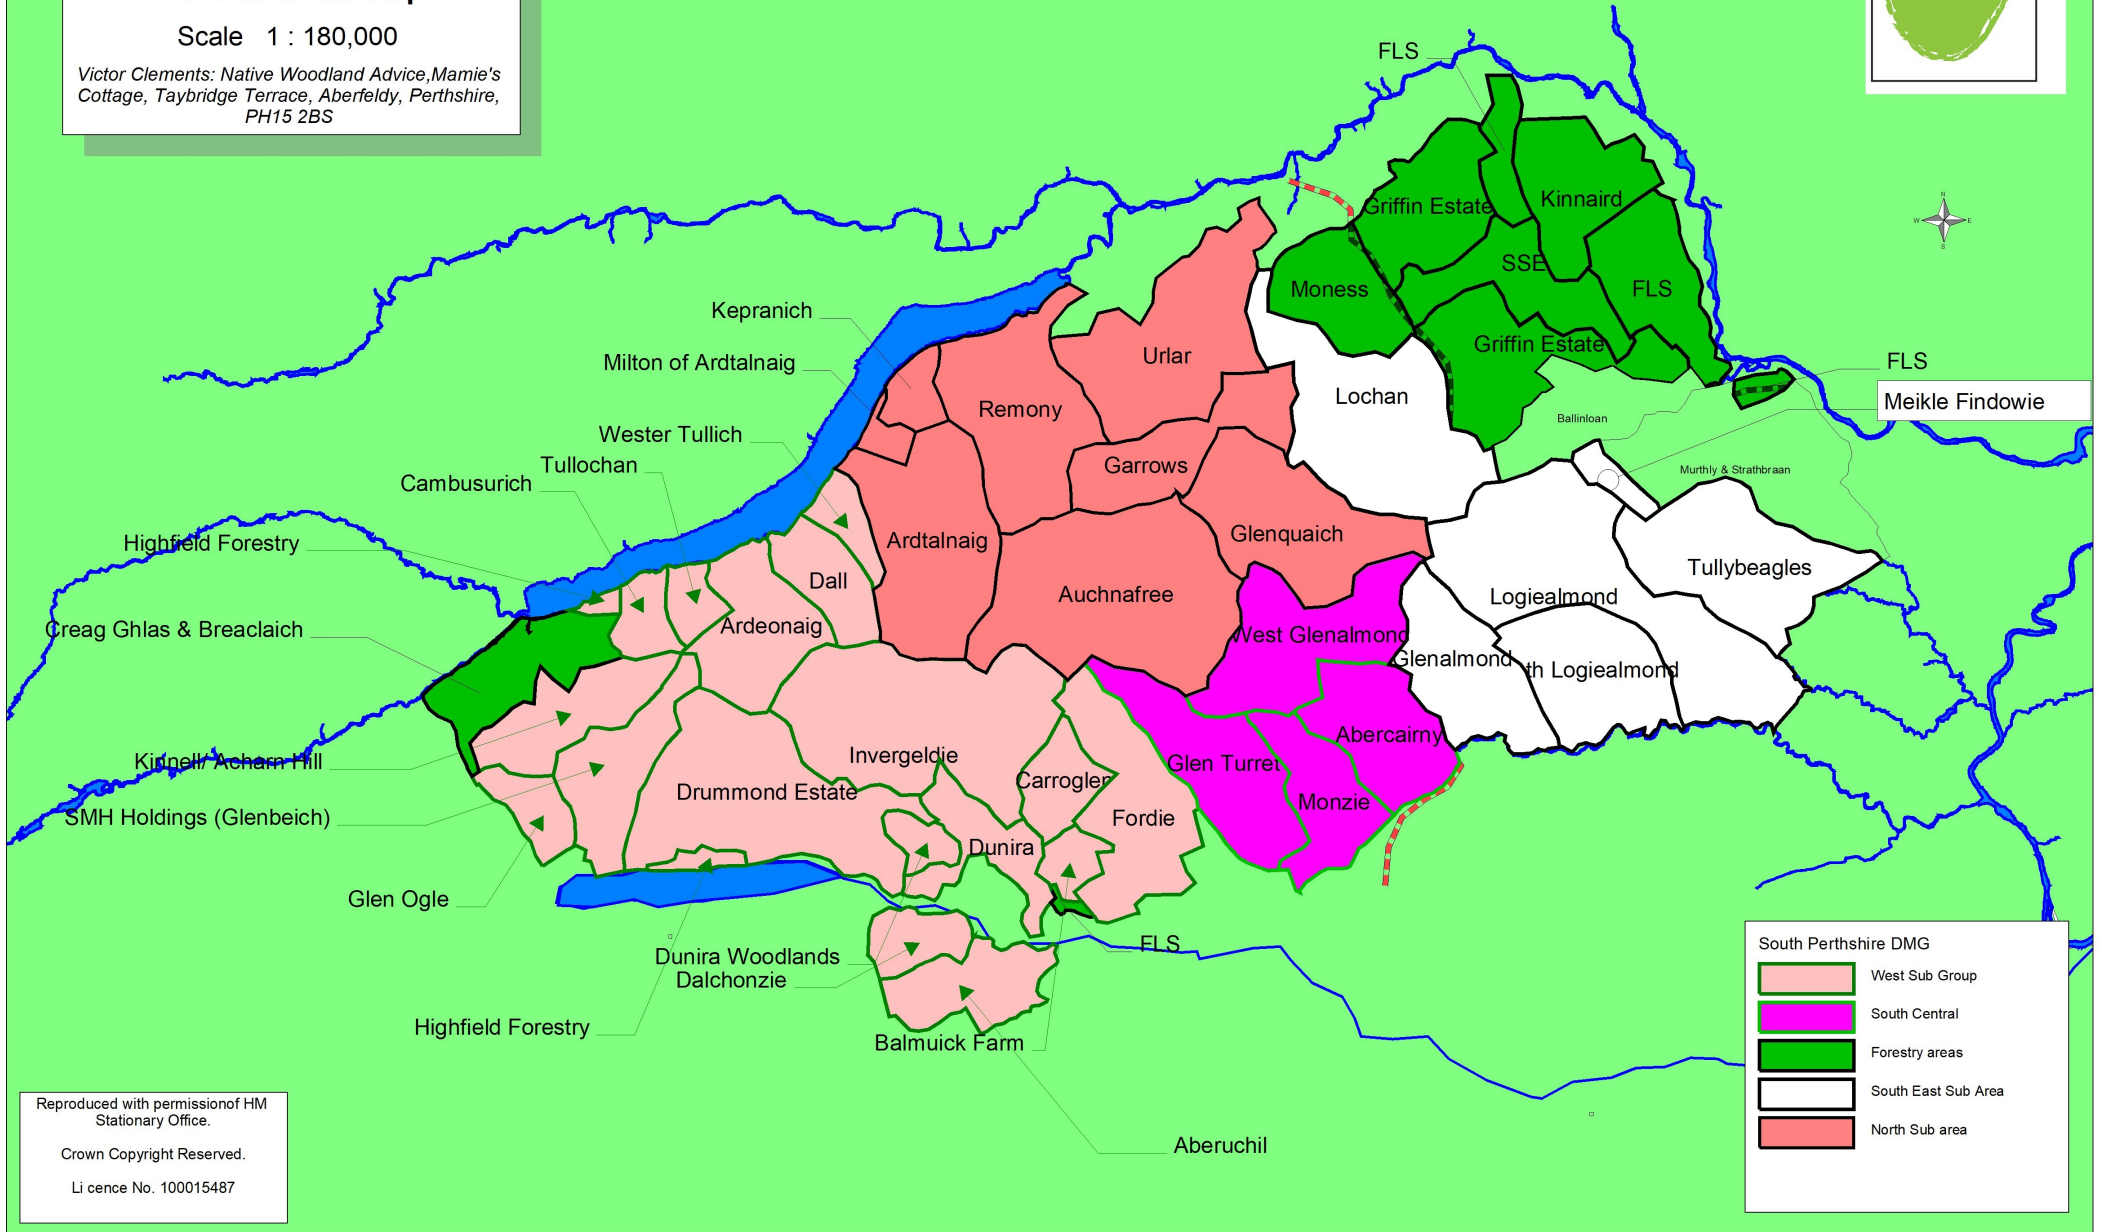 Scale 1 : 180,000
Victor Clements: Native Woodland Advice,Mamie's
Cottage, Taybridge Terrace, Aberfeldy, Perthshire,
PH15 2BS
FLS
Griffin Estate
Kinnaird
N
W
E
S
SSE
Moness
FLS
Kepranich
Griffin Estate
Urlar
Milton of Ardtalnaig
FLS
Lochan
Meikle Findowie
Remony
Ballinloan
Wester Tullich
Tullochan
Garrows
Murthly & Strathbraan
Cambusurich
Highfield Forestry
Ardtalnaig
Glenquaich
Tullybeagles
Dall
Auchnafree
Logiealmond
Creag Ghlas & Breaclaich
Ardeonaig
West Glenalmond
Glenalmond
th Logiealmond
Abercairny
Invergeldie
Kinnell/ Acharn Hill
Glen Turret
Carrogler
Drummond Estate
Monzie
SMH Holdings (Glenbeich)
Fordie
Dunira
Glen Ogle
FLS
Dunira Woodlands
Dalchonzie
Highfield Forestry
Balmuick Farm
Aberuchil
South Perthshire DMG
West Sub Group
South Central
Forestry areas
South East Sub Area
North Sub area
Reproduced with permissionof HM
Stationary Office.
Crown Copyright Reserved.
Li cence No. 100015487